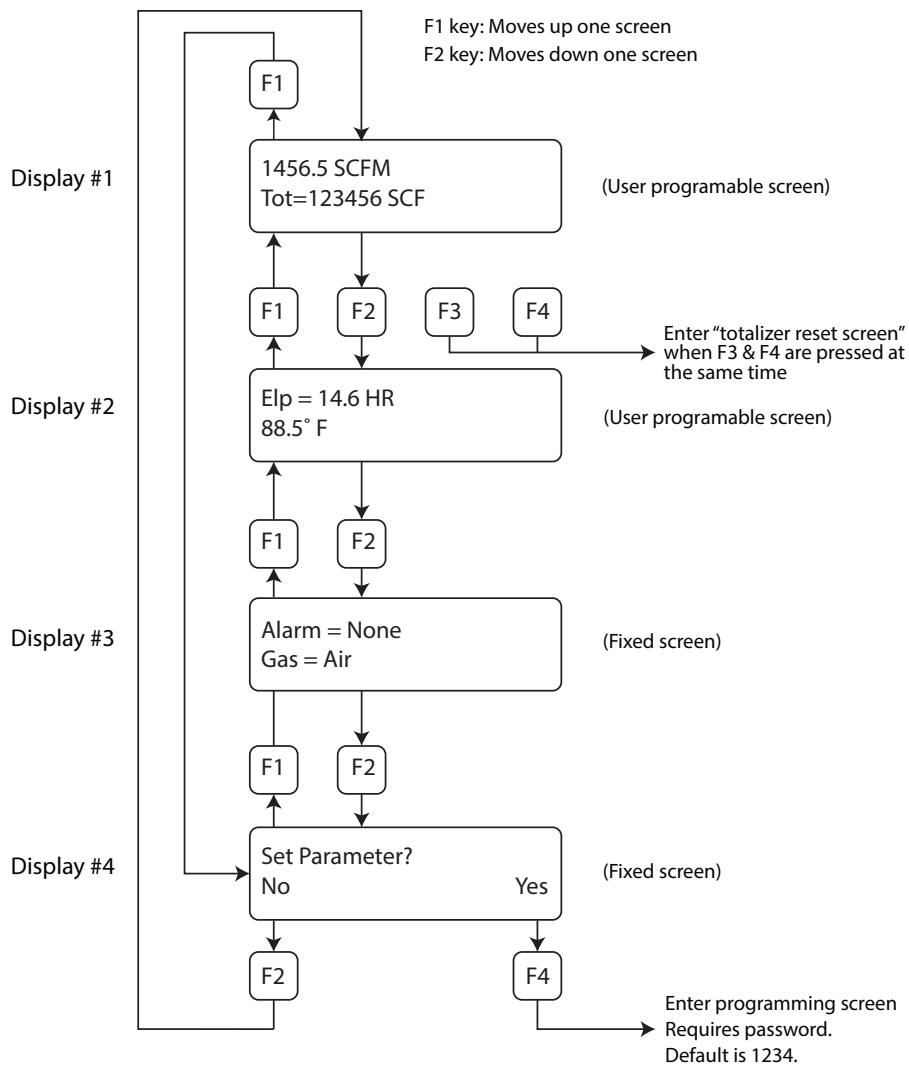 F1 key: Moves up one screen
F2 key: Moves down one screen
F1
Display #1
1456.5 SCFM
Tot=123456 SCF
(User programable screen)
F1
F2
F3
F4
Enter “totalizer reset screen”
when F3 & F4 are pressed at
the same time
Display #2
Elp = 14.6 HR
88.5° F
(User programable screen)
F1
F2
Display #3
Alarm = None
Gas = Air
(Fixed screen)
F1
F2
Display #4
Set Parameter?
No Yes
(Fixed screen)
F2
F4
Enter programming screen
Requires password.
Default is 1234.